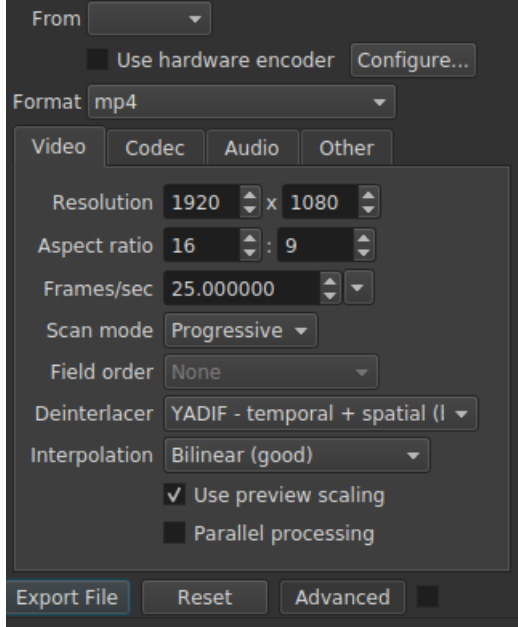 From
Use hardware encoder Configure...
Format mp4
Video Codec Audio Other
Resolution 1920 x 1080
Aspect ratio 16 : 9
Frames/sec 25.000000
Scan mode Progressive
Field order None
Deinterlacer YADIF - temporal + spatial (
Interpolation Bilinear (good)
Use preview scaling
Parallel processing
Export File Reset Advanced